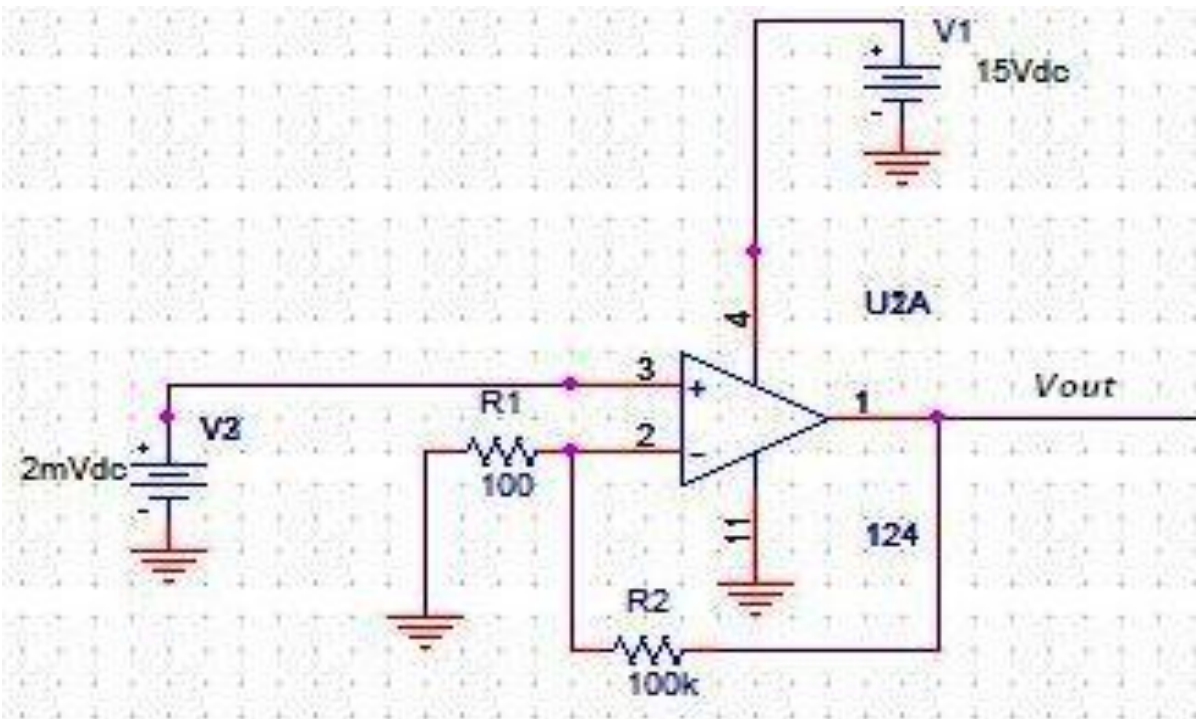 V1
+
15Vdc
-
4
U2A
3
+
Vout
1
R1
V2
2
-
+
2mVdc
100
-
11
124
R2
100k